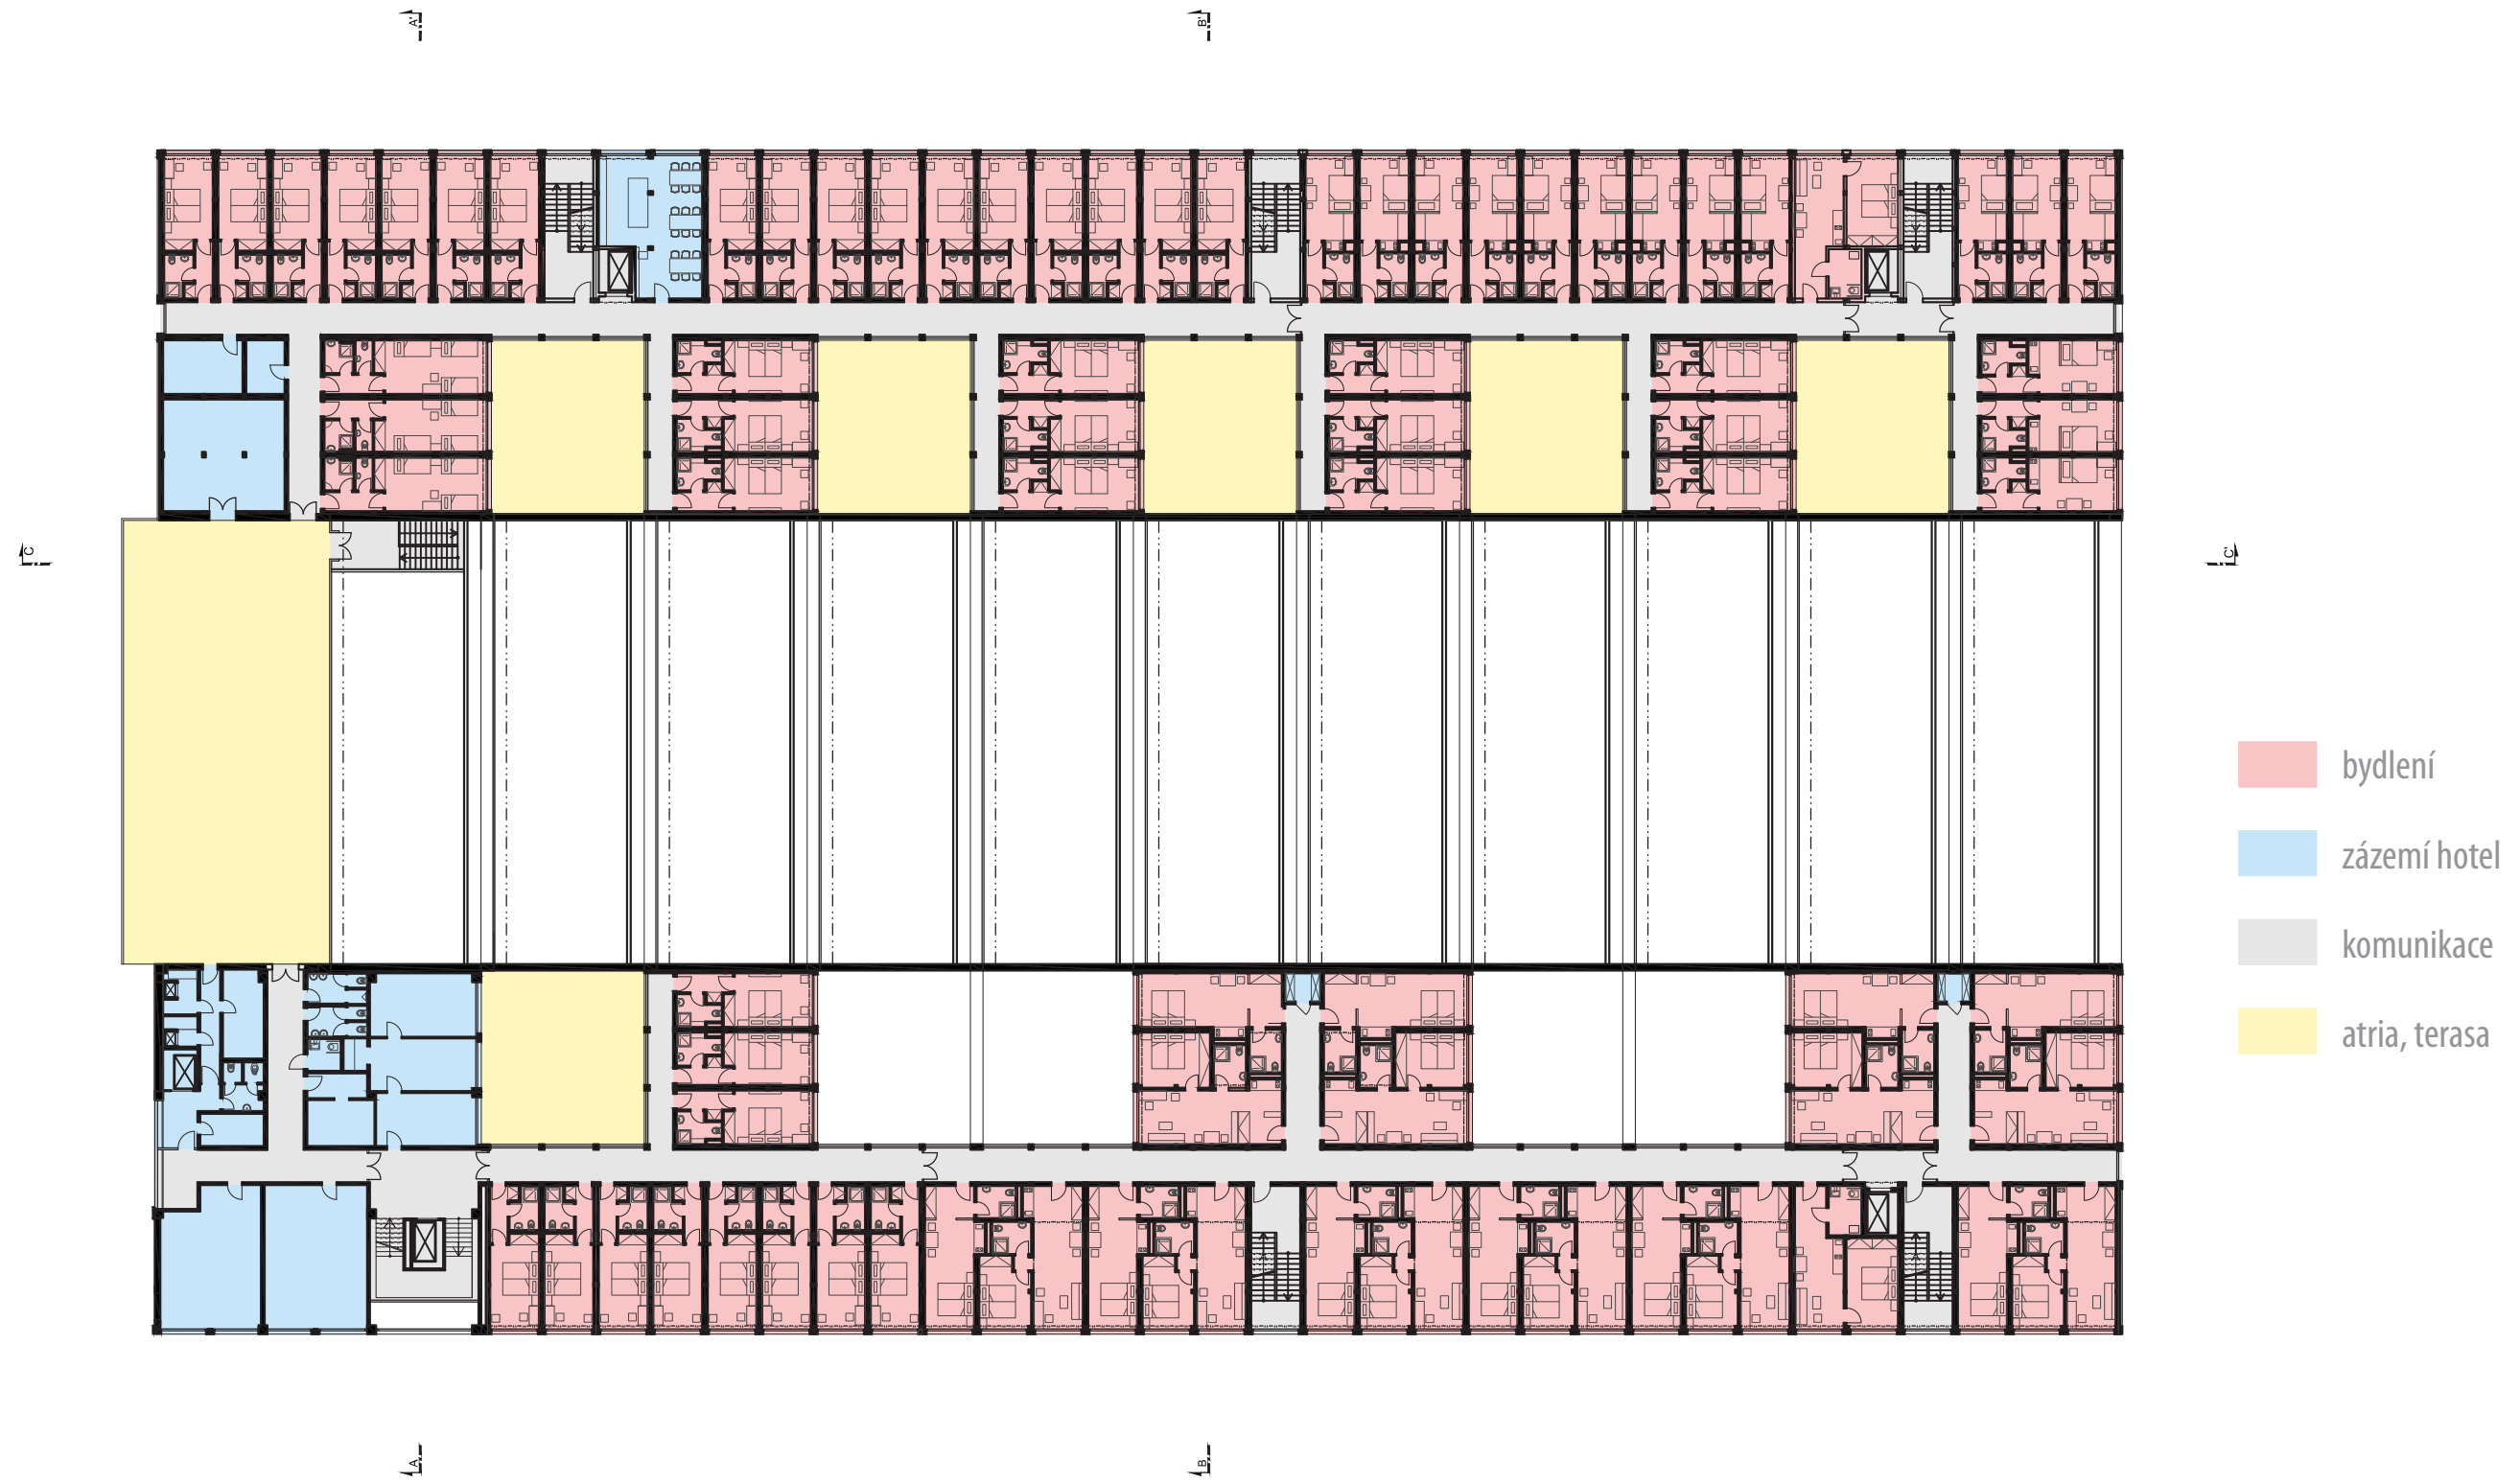 A'
B'
C
C'
bydlení
zázemí hotel
komunikace
atria, terasa
A
B